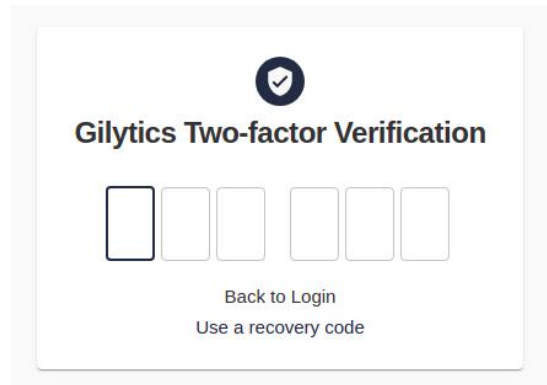 Gilytics Two-factor Verification
Back to Login
Use a recovery code